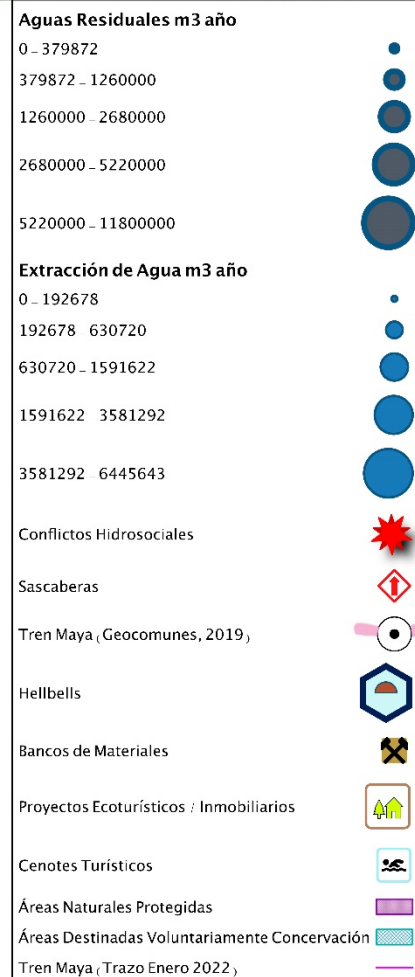 Aguas Residuales m3 año
0 – 379872
379872 – 1260000
1260000 – 2680000
2680000 – 5220000
5220000 – 11800000
Extracción de Agua m3 año
0 – 192678
192678 630720
630720 – 1591622
1591622 3581292
3581292 – 6445643
Conflictos Hidrosociales
Sascaberas
Tren Maya (Geocomunes, 2019)
Hellbells
Bancos de Materiales
Proyectos Ecoturísticos / Inmobiliarios
Cenotes Turísticos
Áreas Naturales Protegidas
Áreas Destinadas Voluntariamente Concervación
Tren Maya (Trazo Enero 2022)